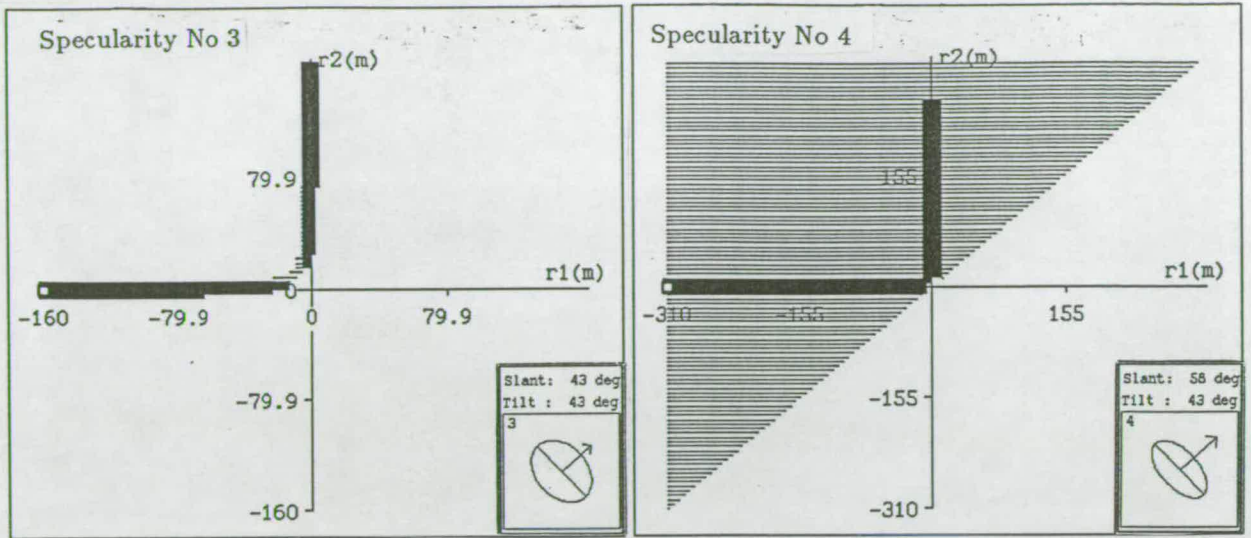 Specularity No 3
r2(m)
79.9
r1(m)
0
-160
-79.9
0
79.9
-79.9
-160
Slant: 43 deg
Tilt : 43 deg
3
Specularity No 4
r2(m)
155
r1(m)
-310
-155
155
-155
-310
Slant: 58 deg
Tilt : 43 deg
4